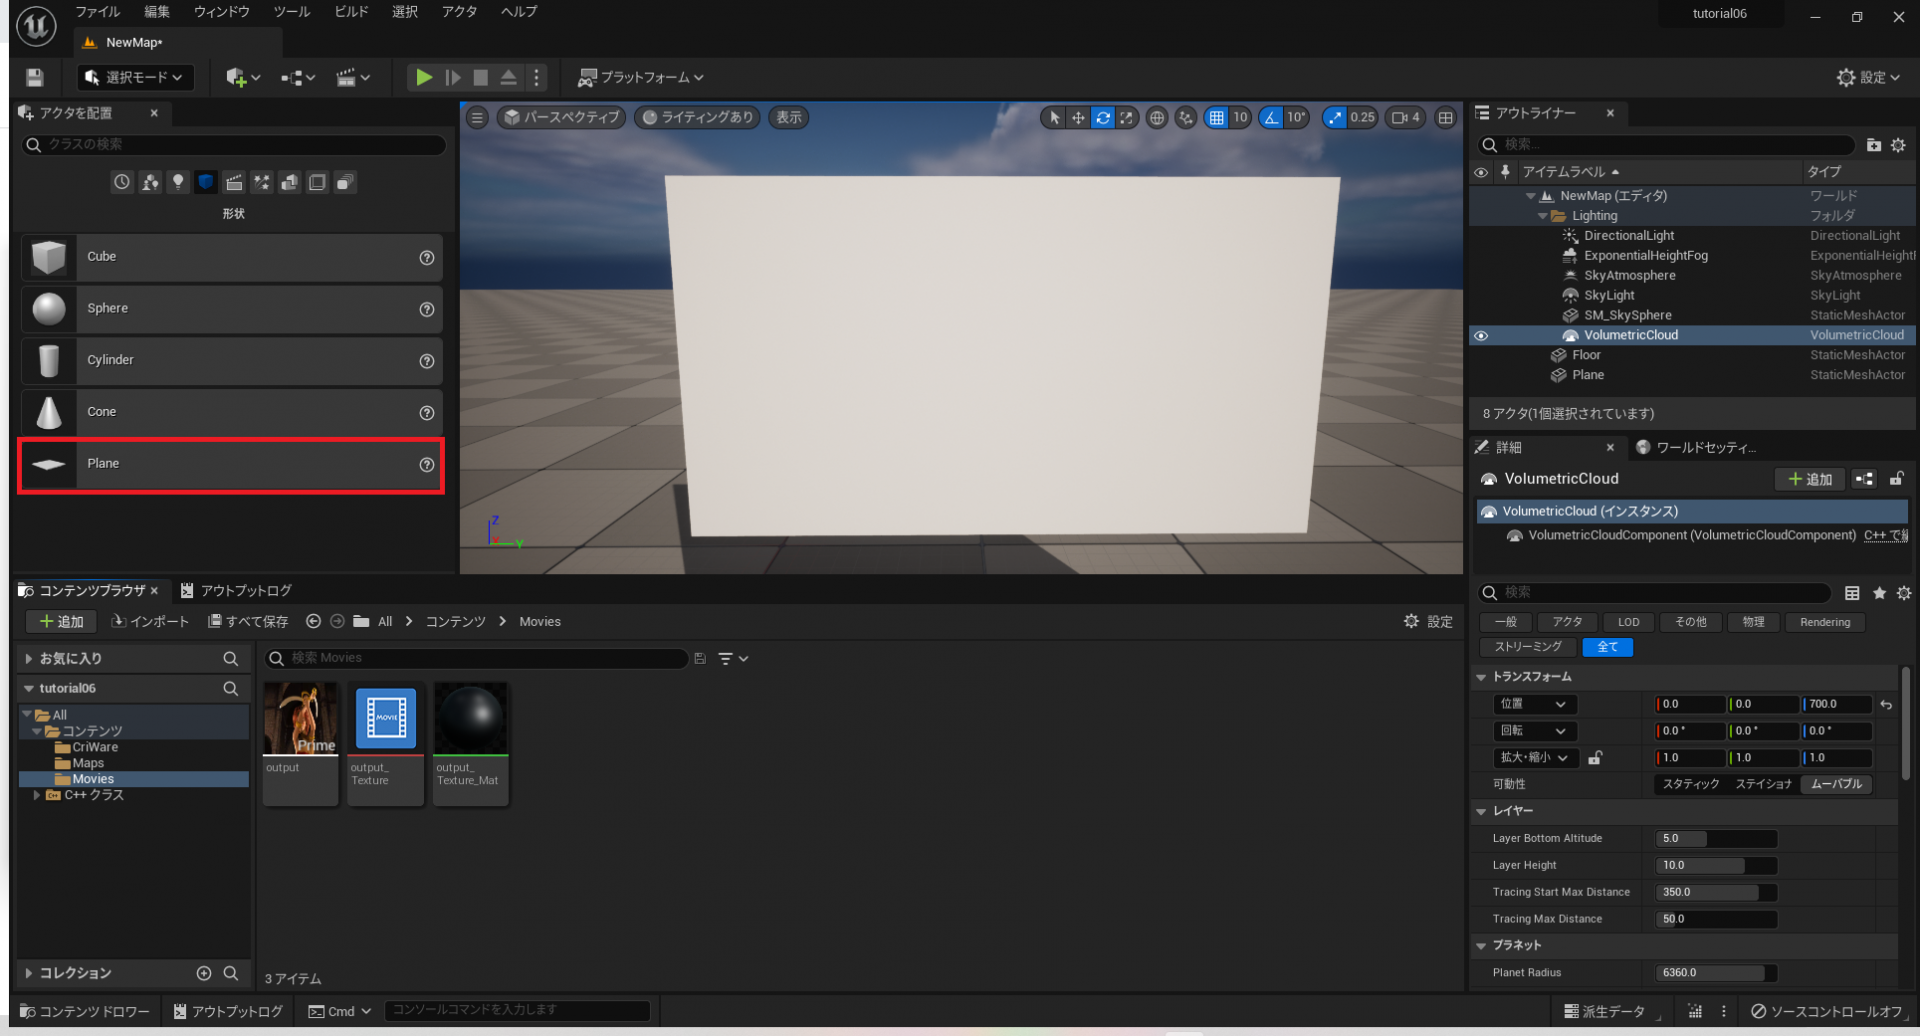 ファイル 編集 ウィンドウ ツール ビルド 選択 アクタ ヘルプ
tutorial06
NewMap*
選択モード
プラットフォーム
設定
アクタを配置
クラスの検索
形状
Cube
Sphere
Cylinder
Cone
Plane
パースペクティブ ライティングあり 表示
10 10° 0.25 4
Z
X
Y
アウトライナー
検索...
アイテムラベル タイプ
NewMap (エディタ) ワールド
Lighting フォルダ
DirectionalLight DirectionalLight
ExponentialHeightFog ExponentialHeightF
SkyAtmosphere SkyAtmosphere
SkyLight SkyLight
SM_SkySphere StaticMeshActor
VolumetricCloud VolumetricCloud
Floor StaticMeshActor
Plane StaticMeshActor
8 アクタ(1個選択されています)
詳細 ワールドセッティ...
VolumetricCloud
追加
VolumetricCloud (インスタンス)
VolumetricCloudComponent (VolumetricCloudComponent) C++ で
検索
一般 アクタ LOD その他 物理 Rendering
ストリーミング 全て
トランスフォーム
位置 0.0 0.0 700.0
回転 0.0 ° 0.0 ° 0.0 °
拡大・縮小 1.0 1.0 1.0
可動性 スタティック ステイショナ ムーバブル
レイヤー
Layer Bottom Altitude 5.0
Layer Height 10.0
Tracing Start Max Distance 350.0
Tracing Max Distance 50.0
プラネット
Planet Radius 6360.0
コンテンツブラウザ アウトプットログ
追加 インポート すべて保存 All コンテンツ Movies
設定
お気に入り
tutorial06
All
コンテンツ
CriWare
Maps
Movies
C++ クラス
コレクション
検索 Movies
Prime
output
MOVIE
output_
Texture
output_
Texture_Mat
3 アイテム
コンテンツドロワー アウトプットログ Cmd コンソールコマンドを入力します
派生データ ソースコントロールオフ